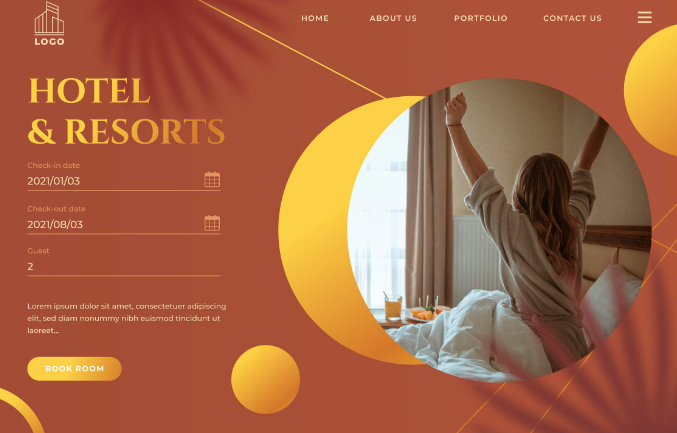 LOGO
HOME
ABOUT US
PORTFOLIO
CONTACT US
HOTEL
& RESORTS
Check-in date
2021/01/03
Check-out date
2021/08/03
Guest
2
Lorem ipsum dolor sit amet, consectetuer adipiscing
elit, sed diam nonummy nibh euismod tincidunt ut
laoreet...
BOOK ROOM